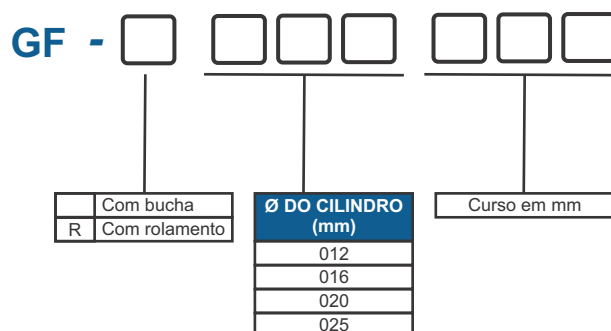 GF -
Com bucha
R Com rolamento
Ø DO CILINDRO
(mm)
012
016
020
025
Curso em mm